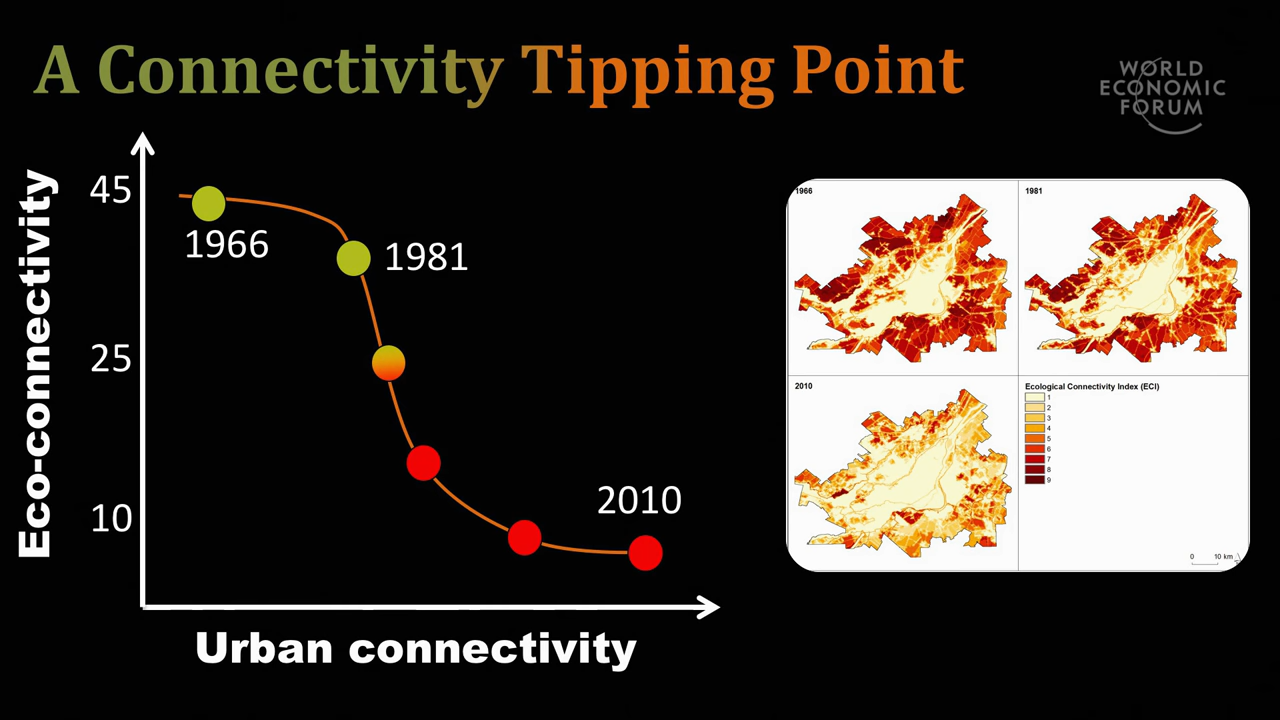 A Connectivity Tipping Point
WORLD
ECONOMIC
FORUM
Eco-connectivity
45
25
10
1966
1981
2010
Urban connectivity
1966
1981
2010
Ecological Connectivity Index (ECI)
1
2
3
4
5
6
7
8
9
0 10 km